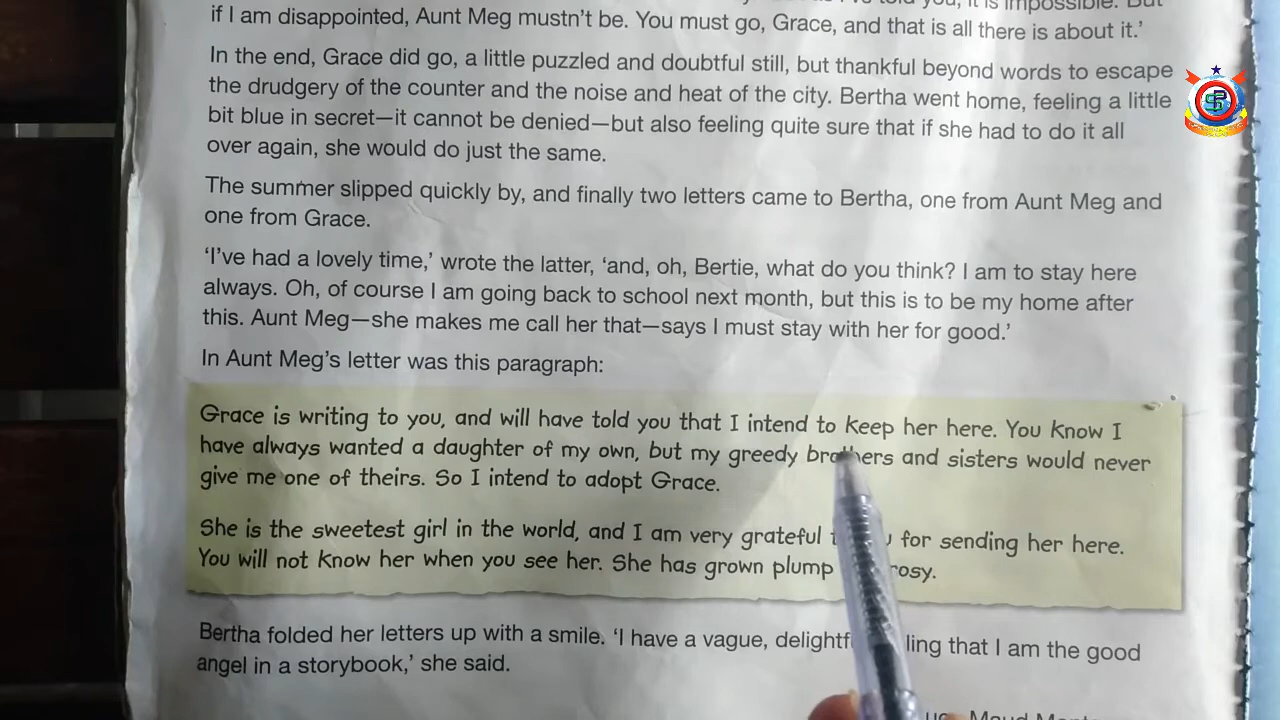 if I am disappointed, Aunt Meg mustn't be. You must go, Grace, and that is all there is about it.'
In the end, Grace did go, a little puzzled and doubtful still, but thankful beyond words to escape
the drudgery of the counter and the noise and heat of the city. Bertha went home, feeling a little
bit blue in secret—it cannot be denied—but also feeling quite sure that if she had to do it all
over again, she would do just the same.
The summer slipped quickly by, and finally two letters came to Bertha, one from Aunt Meg and
one from Grace.
'I've had a lovely time,' wrote the latter, 'and, oh, Bertie, what do you think? I am to stay here
always. Oh, of course I am going back to school next month, but this is to be my home after
this. Aunt Meg—she makes me call her that—says I must stay with her for good.'
In Aunt Meg's letter was this paragraph:
Grace is writing to you, and will have told you that I intend to keep her here. You know I
have always wanted a daughter of my own, but my greedy brothers and sisters would never
give me one of theirs. So I intend to adopt Grace.
She is the sweetest girl in the world, and I am very grateful for sending her here.
You will not know her when you see her. She has grown plump rosy.
Bertha folded her letters up with a smile. 'I have a vague, that I am the good
angel in a storybook,' she said.